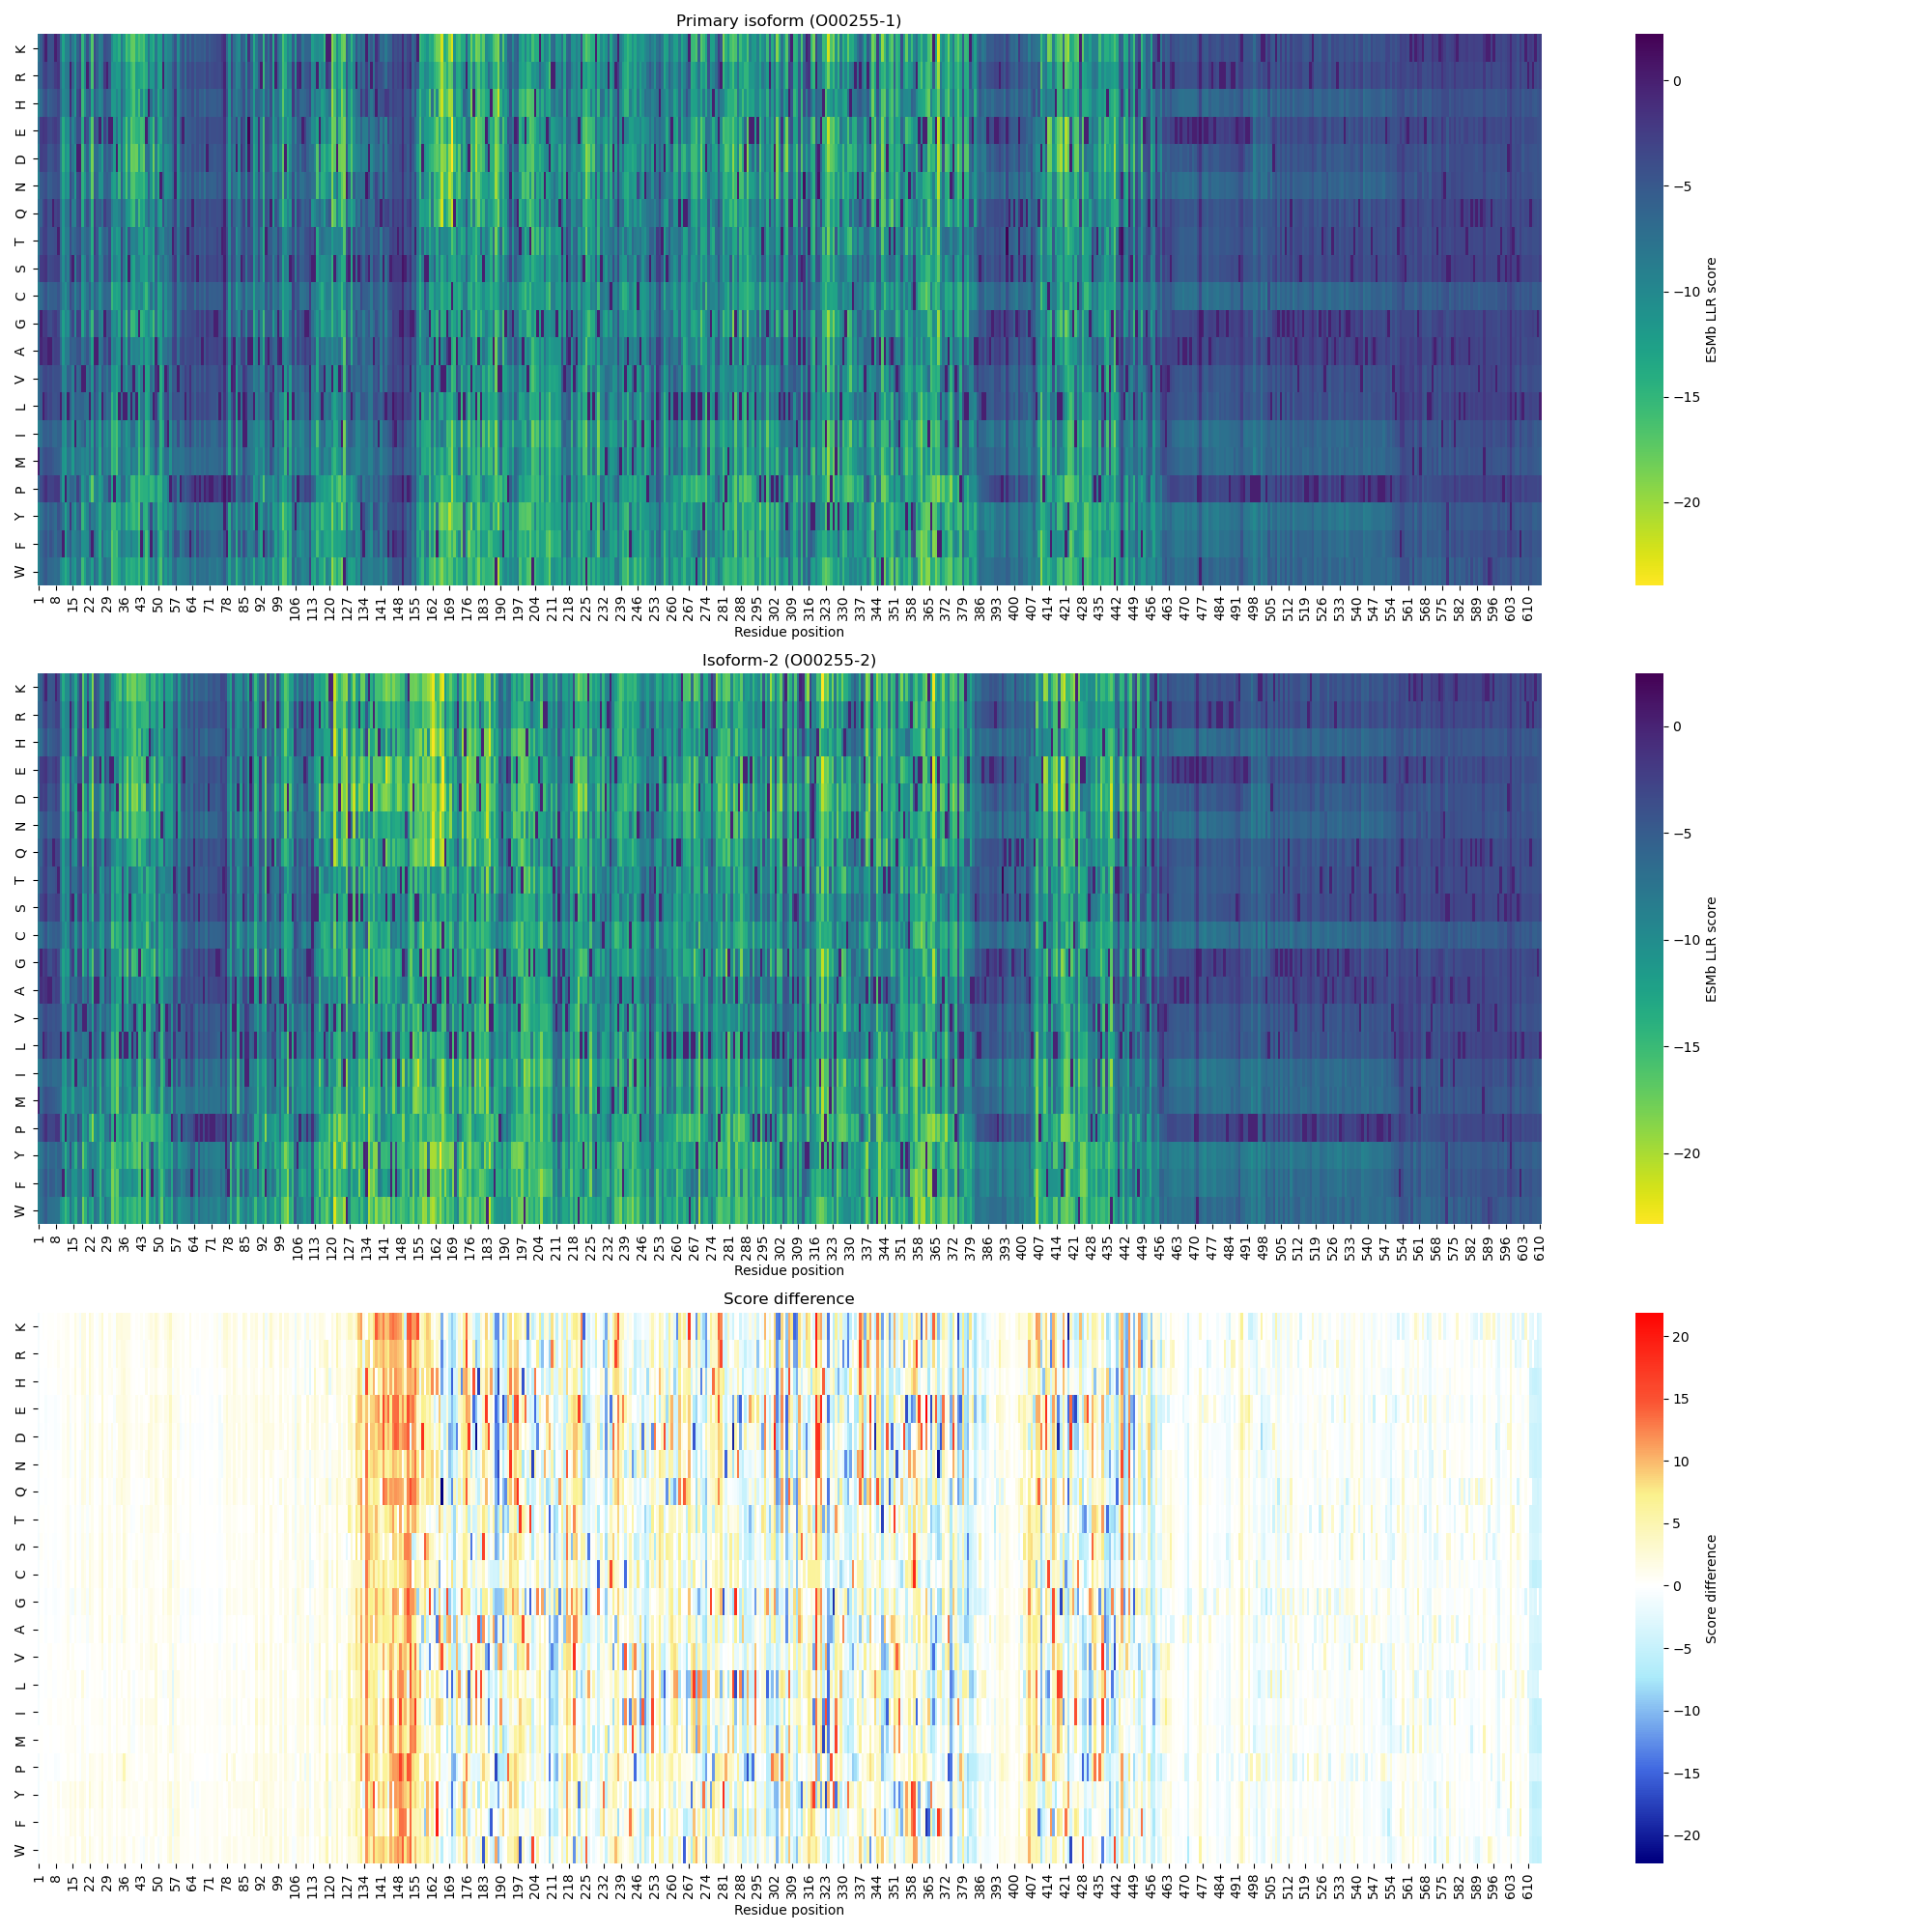 Primary isoform (O00255-1)
K
R
H
E
D
N
Q
T
S
C
G
A
V
L
I
M
P
Y
F
W
1 8 15 22 29 36 43 50 57 64 71 78 85 92 99 106 113 120 127 134 141 148 155 162 169 176 183 190 197 204 211 218 225 232 239 246 253 260 267 274 281 288 295 302 309 316 323 330 337 344 351 358 365 372 379 386 393 400 407 414 421 428 435 442 449 456 463 470 477 484 491 498 505 512 519 526 533 540 547 554 561 568 575 582 589 596 603 610
Residue position
0
−5
−10
−15
−20
ESMb LLR score
Isoform-2 (O00255-2)
K
R
H
E
D
N
Q
T
S
C
G
A
V
L
I
M
P
Y
F
W
1 8 15 22 29 36 43 50 57 64 71 78 85 92 99 106 113 120 127 134 141 148 155 162 169 176 183 190 197 204 211 218 225 232 239 246 253 260 267 274 281 288 295 302 309 316 323 330 337 344 351 358 365 372 379 386 393 400 407 414 421 428 435 442 449 456 463 470 477 484 491 498 505 512 519 526 533 540 547 554 561 568 575 582 589 596 603 610
Residue position
0
−5
−10
−15
−20
ESMb LLR score
Score difference
K
R
H
E
D
N
Q
T
S
C
G
A
V
L
I
M
P
Y
F
W
1 8 15 22 29 36 43 50 57 64 71 78 85 92 99 106 113 120 127 134 141 148 155 162 169 176 183 190 197 204 211 218 225 232 239 246 253 260 267 274 281 288 295 302 309 316 323 330 337 344 351 358 365 372 379 386 393 400 407 414 421 428 435 442 449 456 463 470 477 484 491 498 505 512 519 526 533 540 547 554 561 568 575 582 589 596 603 610
Residue position
20
15
10
5
0
−5
−10
−15
−20
Score difference